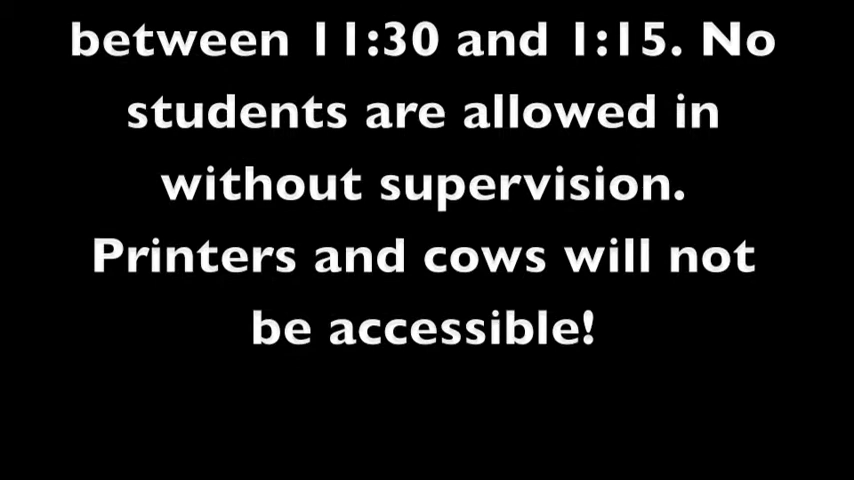 between 11:30 and 1:15. No
students are allowed in
without supervision.
Printers and cows will not
be accessible!